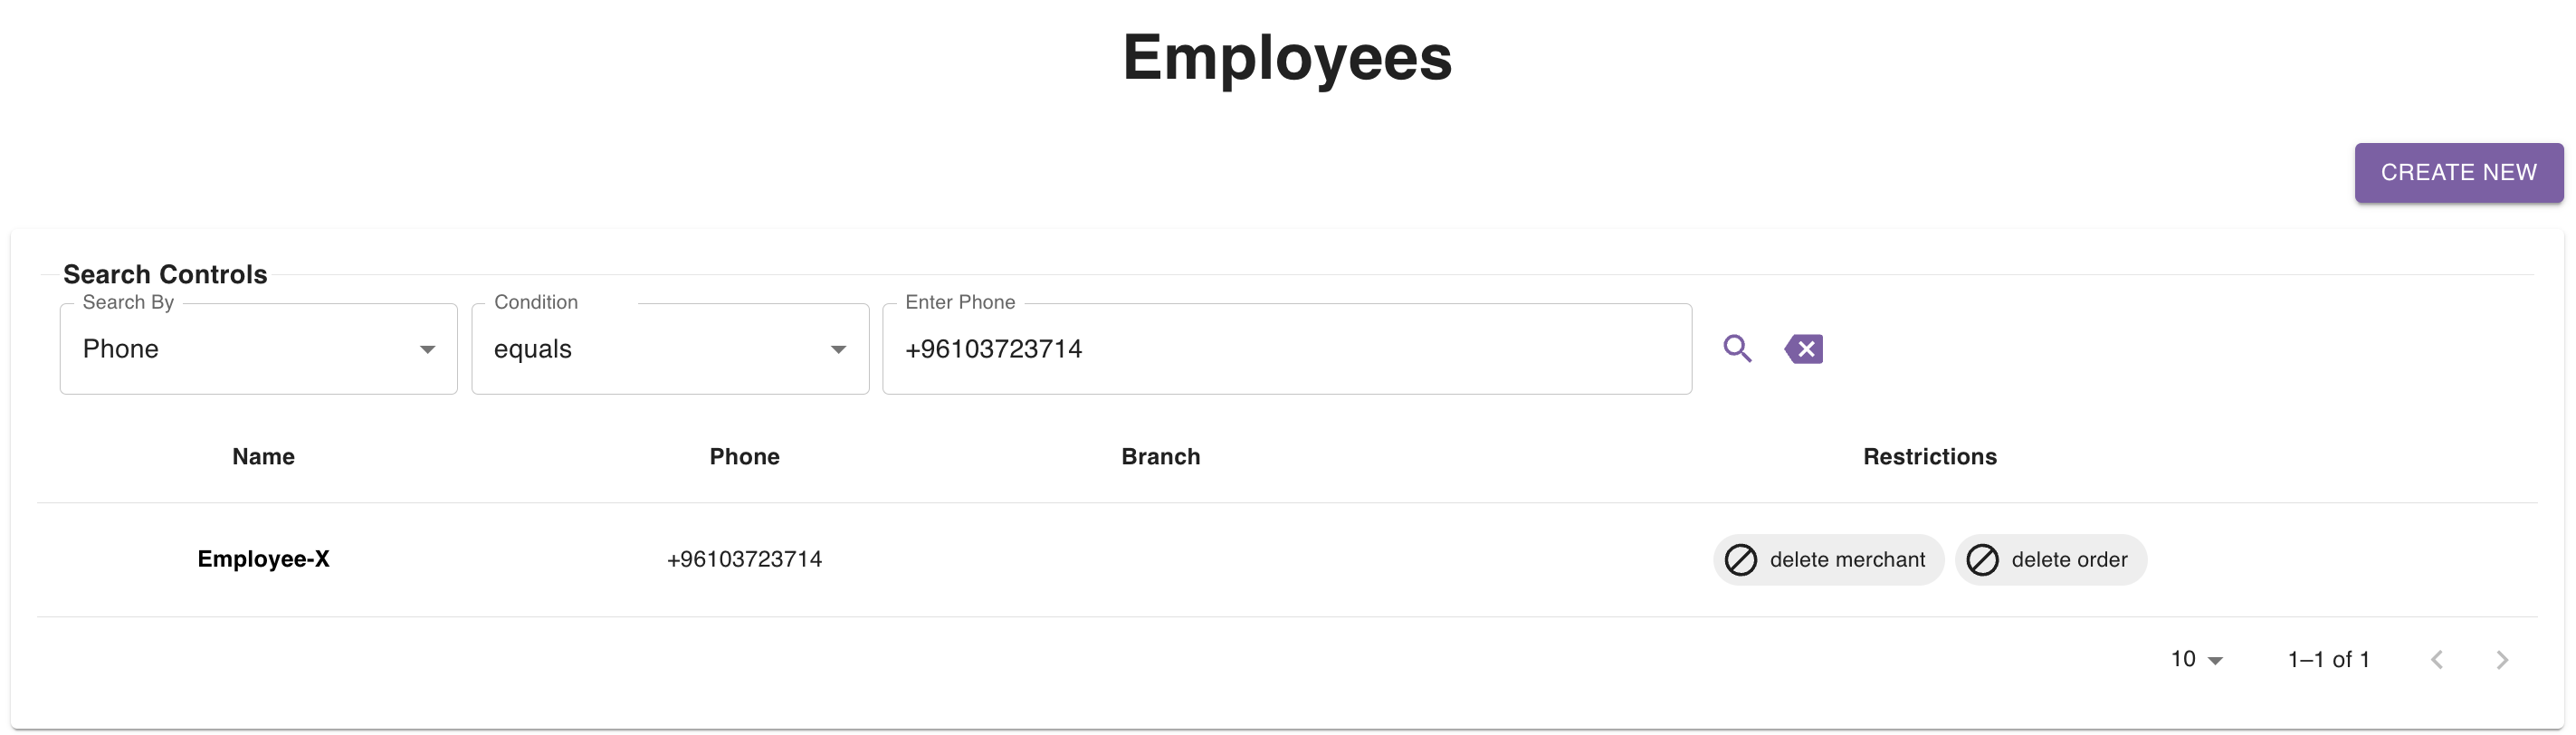 Employees
CREATE NEW
Search Controls
Search By Condition Enter Phone
Phone equals +96103723714
Name Phone Branch Restrictions
Employee-X +96103723714 delete merchant delete order
10 1–1 of 1